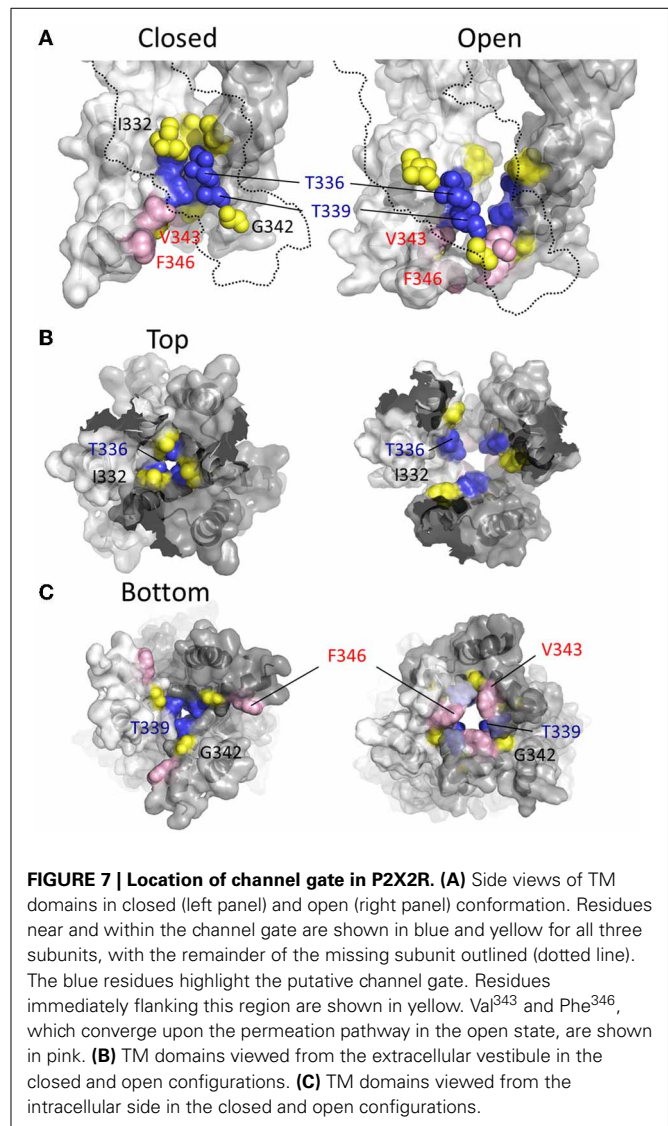 A
Closed
Open
I332
T336
T339
G342
V343
F346
V343
F346
B
Top
T336
I332
T336
I332
C
Bottom
F346
V343
T339
G342
T339
G342
FIGURE 7 | Location of channel gate in P2X2R. (A) Side views of TM
domains in closed (left panel) and open (right panel) conformation. Residues
near and within the channel gate are shown in blue and yellow for all three
subunits, with the remainder of the missing subunit outlined (dotted line).
The blue residues highlight the putative channel gate. Residues
immediately flanking this region are shown in yellow. Val³⁴³ and Phe³⁴⁶,
which converge upon the permeation pathway in the open state, are shown
in pink. (B) TM domains viewed from the extracellular vestibule in the
closed and open configurations. (C) TM domains viewed from the
intracellular side in the closed and open configurations.